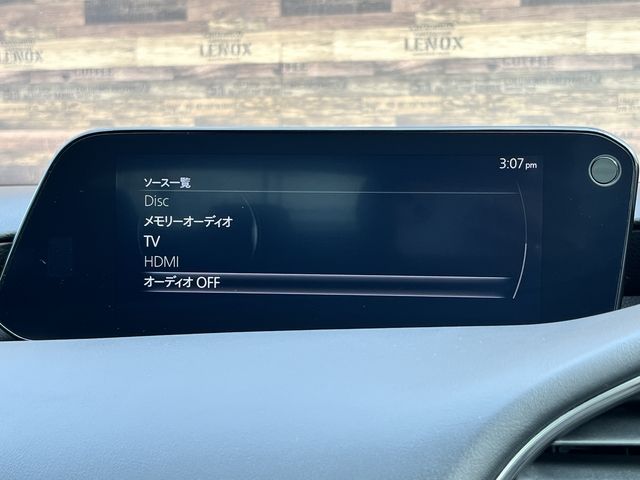 LENOX
LENOX
COFFEE
3:07 pm
ソース一覧
Disc
メモリーオーディオ
TV
HDMI
オーディオ OFF